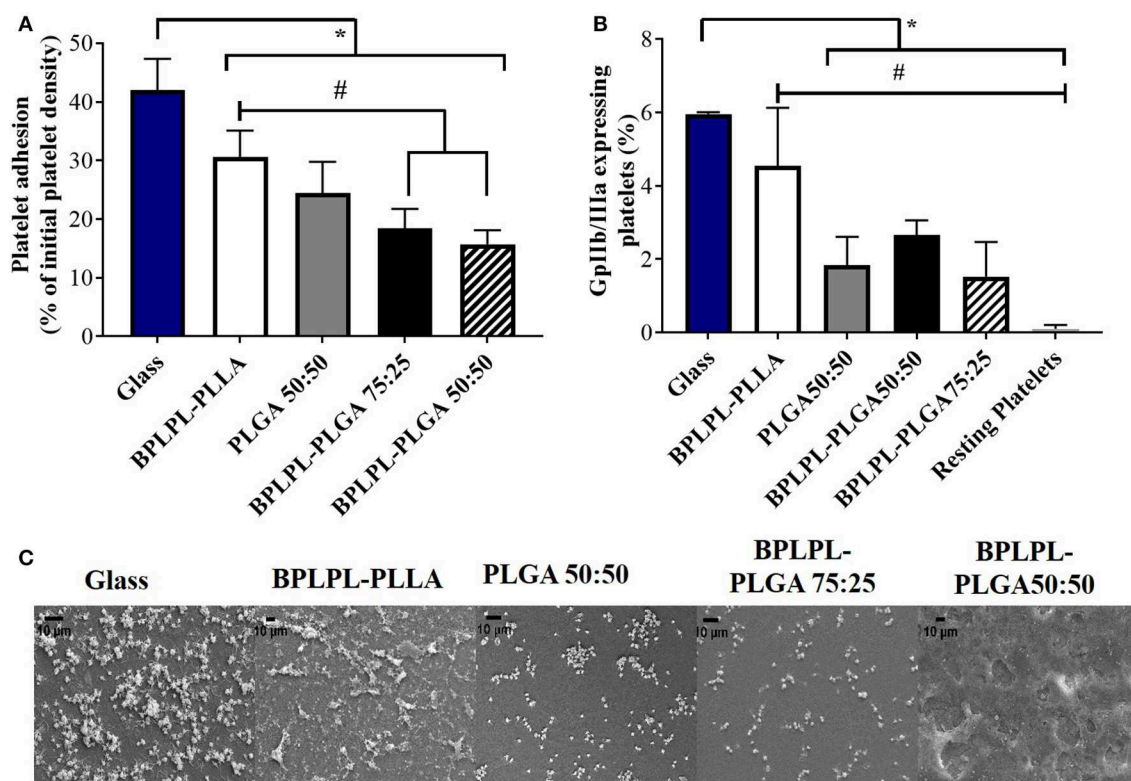 A
Platelet adhesion
(% of initial platelet density)
50
40
30
20
10
0
*
#
Glass
BPLPL-PLLA
PLGA 50:50
BPLPL-PLGA 75:25
BPLPL-PLGA 50:50
B
GpIIb/IIIa expressing
platelets (%)
8
6
4
2
0
*
#
Glass
BPLPL-PLLA
PLGA50:50
BPLPL-PLGA50:50
BPLPL-PLGA75:25
Resting Platelets
C
Glass
BPLPL-PLLA
PLGA 50:50
BPLPL-
PLGA 75:25
BPLPL-
PLGA50:50
10 µm
10 µm
10 µm
10 µm
10 µm